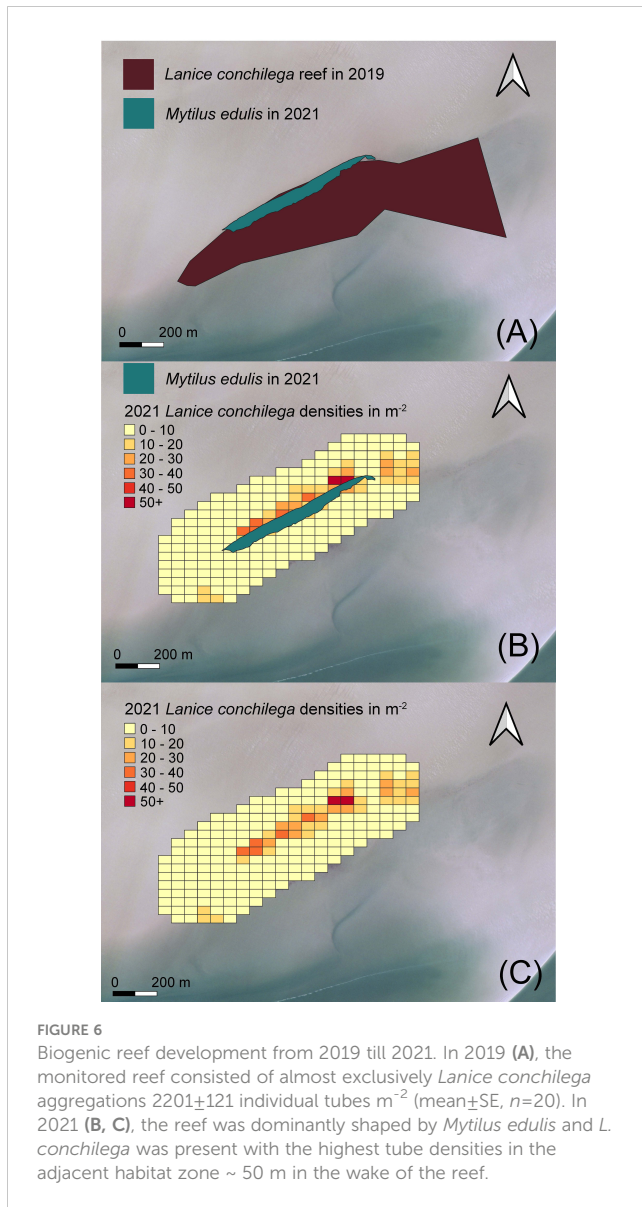 Lanice conchilega reef in 2019
Mytilus edulis in 2021
0 200 m
(A)
Mytilus edulis in 2021
2021 Lanice conchilega densities in m⁻²
0 - 10
10 - 20
20 - 30
30 - 40
40 - 50
50+
0 200 m
(B)
2021 Lanice conchilega densities in m⁻²
0 - 10
10 - 20
20 - 30
30 - 40
40 - 50
50+
0 200 m
(C)
FIGURE 6
Biogenic reef development from 2019 till 2021. In 2019 (A), the
monitored reef consisted of almost exclusively Lanice conchilega
aggregations 2201±121 individual tubes m⁻² (mean±SE, n=20). In
2021 (B, C), the reef was dominantly shaped by Mytilus edulis and L.
conchilega was present with the highest tube densities in the
adjacent habitat zone ~ 50 m in the wake of the reef.